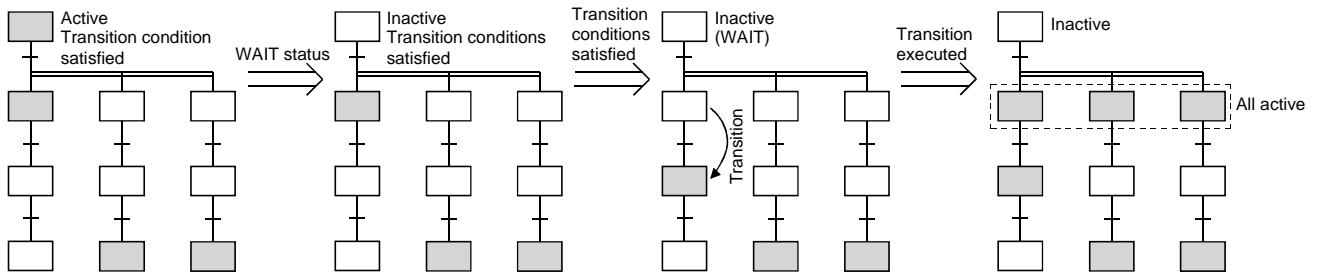 Active
Transition condition
satisfied
WAIT status
Inactive
Transition conditions
satisfied
Transition
conditions
satisfied
Inactive
(WAIT)
Transition
Transition
executed
Inactive
All active